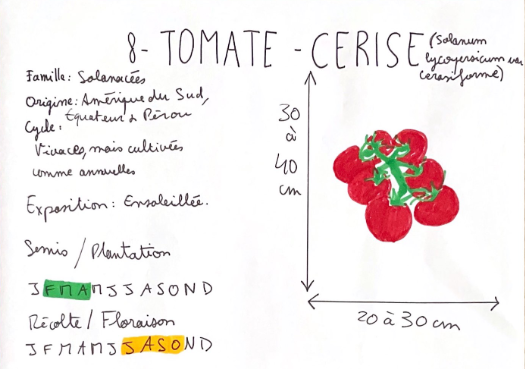 8 - TOMATE - CERISE (Solanum
lycopersicum var
cerasiforme)
Famille : Solanacées
Origine : Amérique du Sud,
Équateur & Pérou
Cycle :
Vivaces, mais cultivées
comme annuelles
Exposition : Ensoleillée.
Semis / Plantation
J F M A M J J A S O N D
Récolte / Floraison
J F M A M J J A S O N D
30
à
40
cm
20 à 30 cm